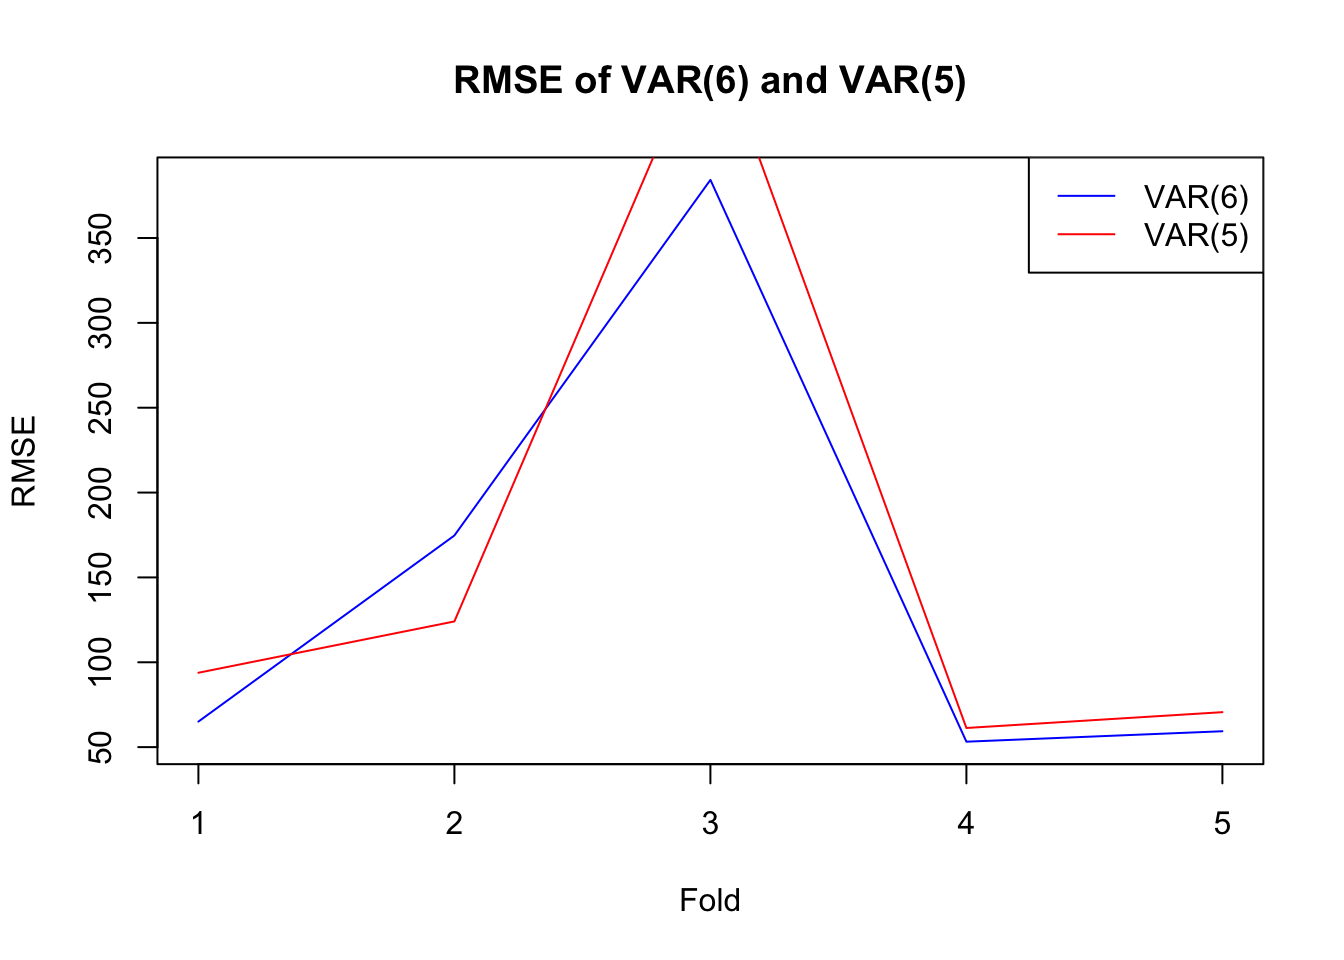 RMSE of VAR(6) and VAR(5)
VAR(6)
VAR(5)
RMSE
350
300
250
200
150
100
50
1 2 3 4 5
Fold